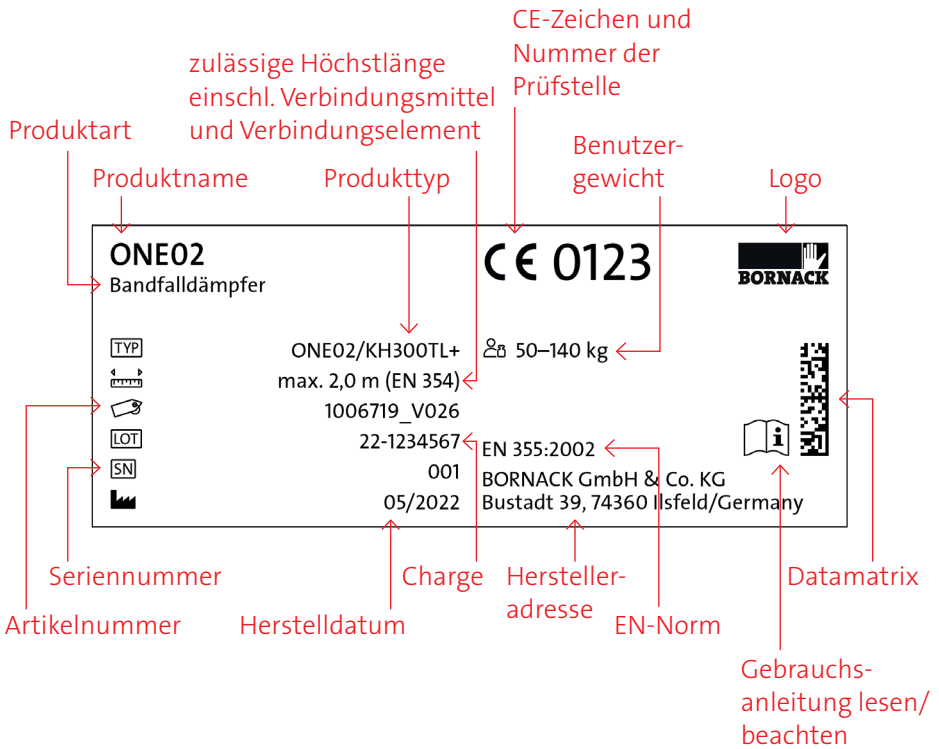 CE-Zeichen und
Nummer der
Prüfstelle
zulässige Höchstlänge
einschl. Verbindungsmittel
und Verbindungselement
Produktart
Benutzer-
gewicht
Produktname
Produkttyp
Logo
ONE02
Bandfalldämpfer
CE 0123
BORNACK
TYP
ONE02/KH300TL+
50–140 kg
max. 2,0 m (EN 354)
1006719_V026
LOT
22-1234567
EN 355:2002
SN
001
BORNACK GmbH & Co. KG
05/2022
Bustadt 39, 74360 Ilsfeld/Germany
i
Seriennummer
Charge
Hersteller-
adresse
Datamatrix
Artikelnummer
Herstelldatum
EN-Norm
Gebrauchs-
anleitung lesen/
beachten